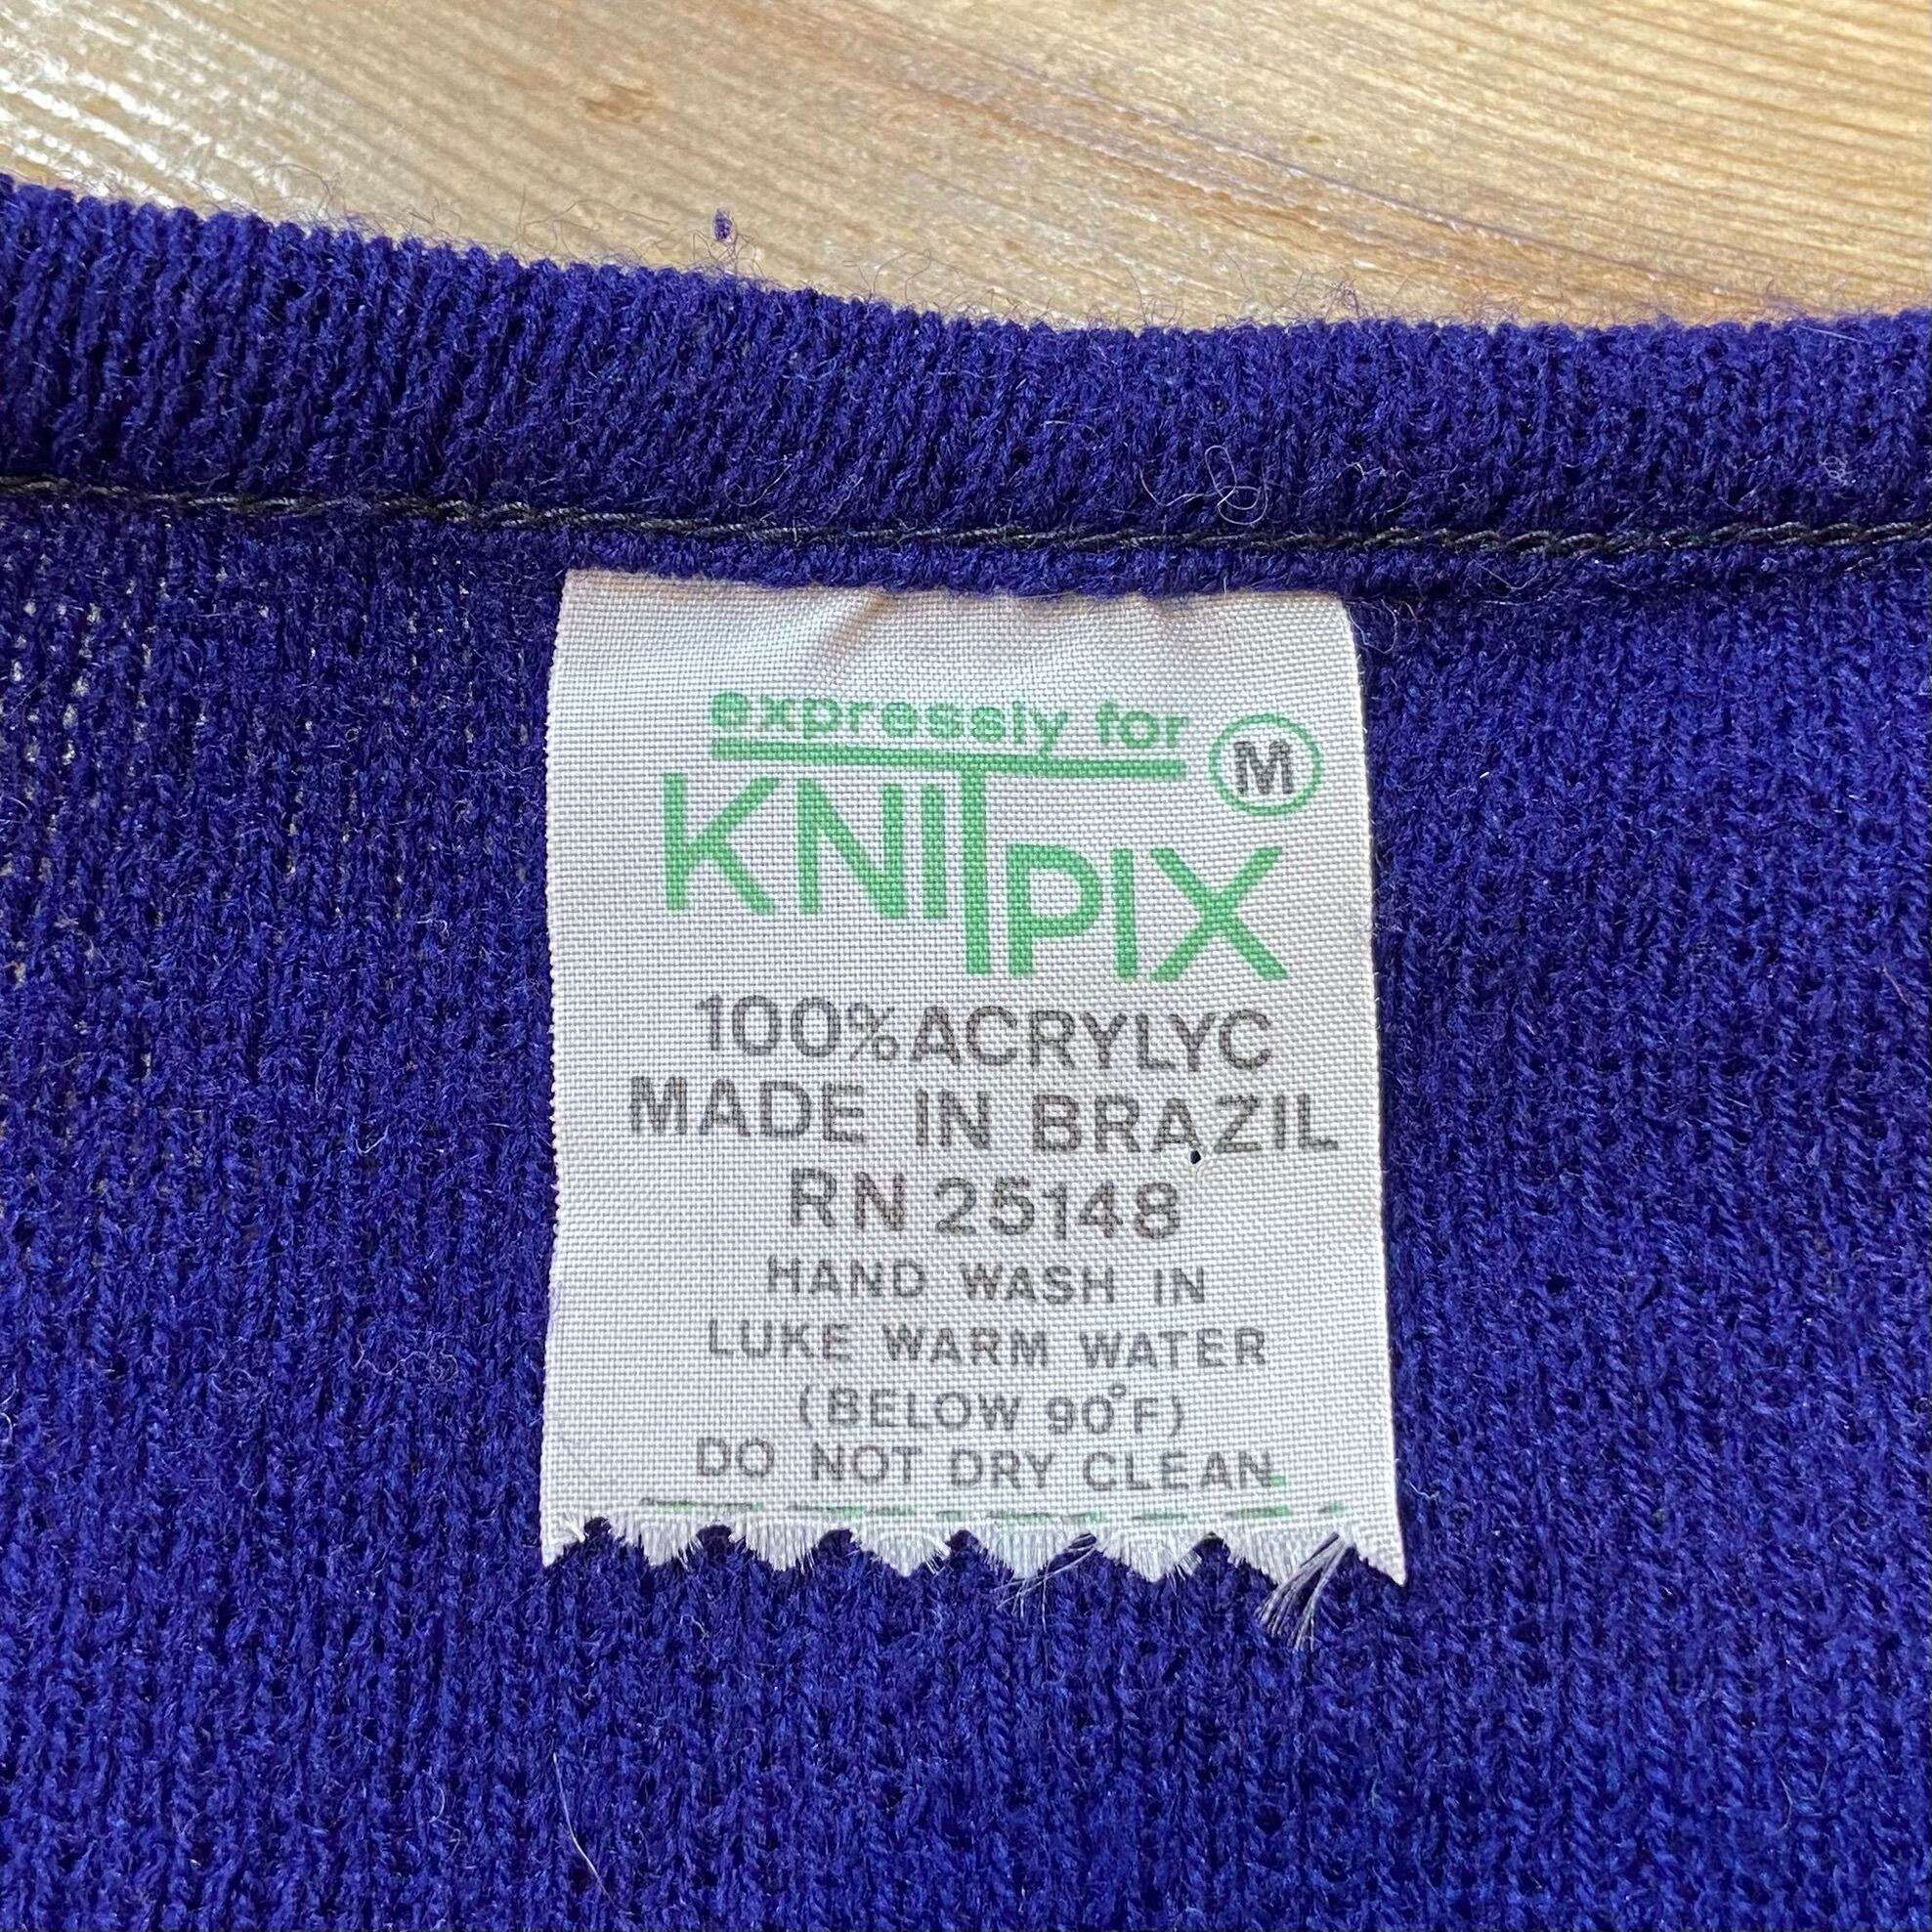 expressly for
M
KNITPIX
100% ACRYLYC
MADE IN BRAZIL
RN 25148
HAND WASH IN
LUKE WARM WATER
(BELOW 90°F)
DO NOT DRY CLEAN